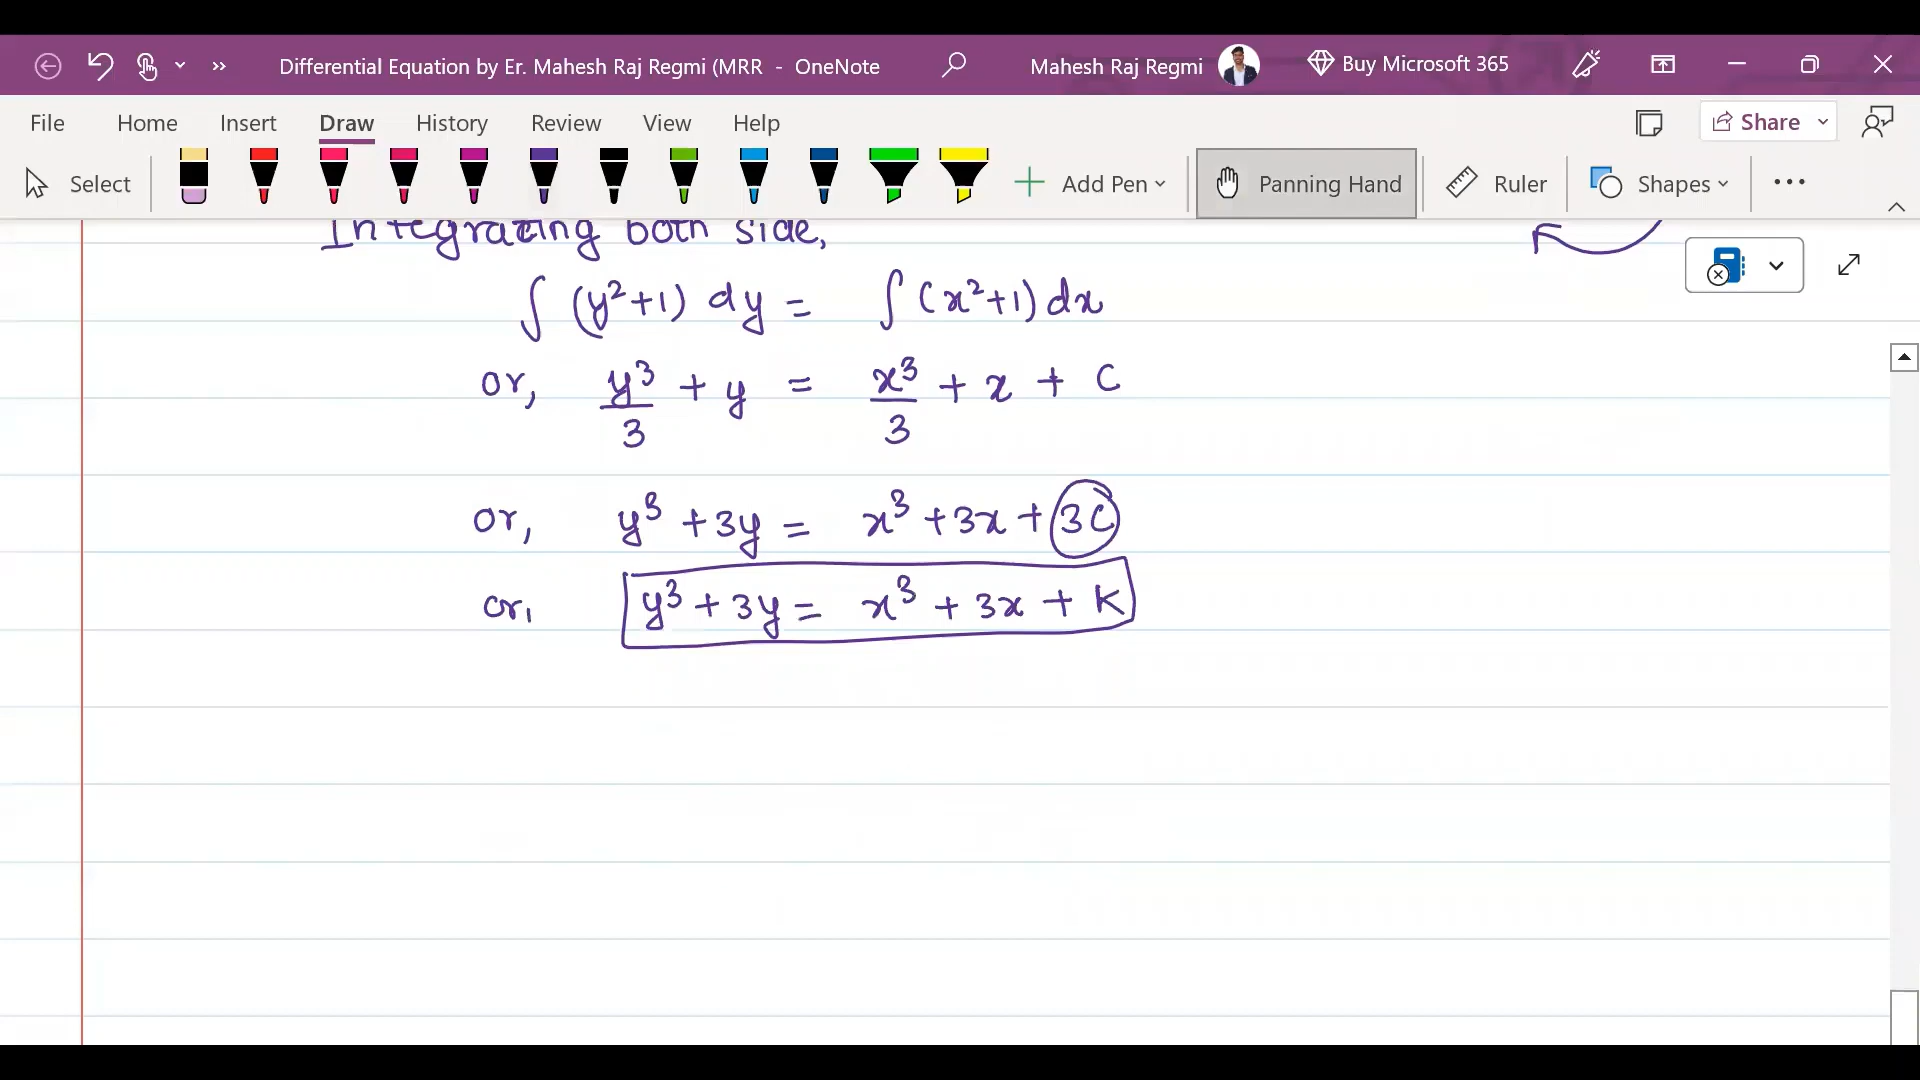 Differential Equation by Er. Mahesh Raj Regmi (MRR - OneNote Mahesh Raj Regmi Buy Microsoft 365
File Home Insert Draw History Review View Help Share
Select Add Pen Panning Hand Ruler Shapes
Integrating both side,
∫ (y²+1) dy = ∫ (x²+1) dx
or, y³/3 + y = x³/3 + x + C
or, y³ + 3y = x³ + 3x + 3C
or, y³ + 3y = x³ + 3x + K